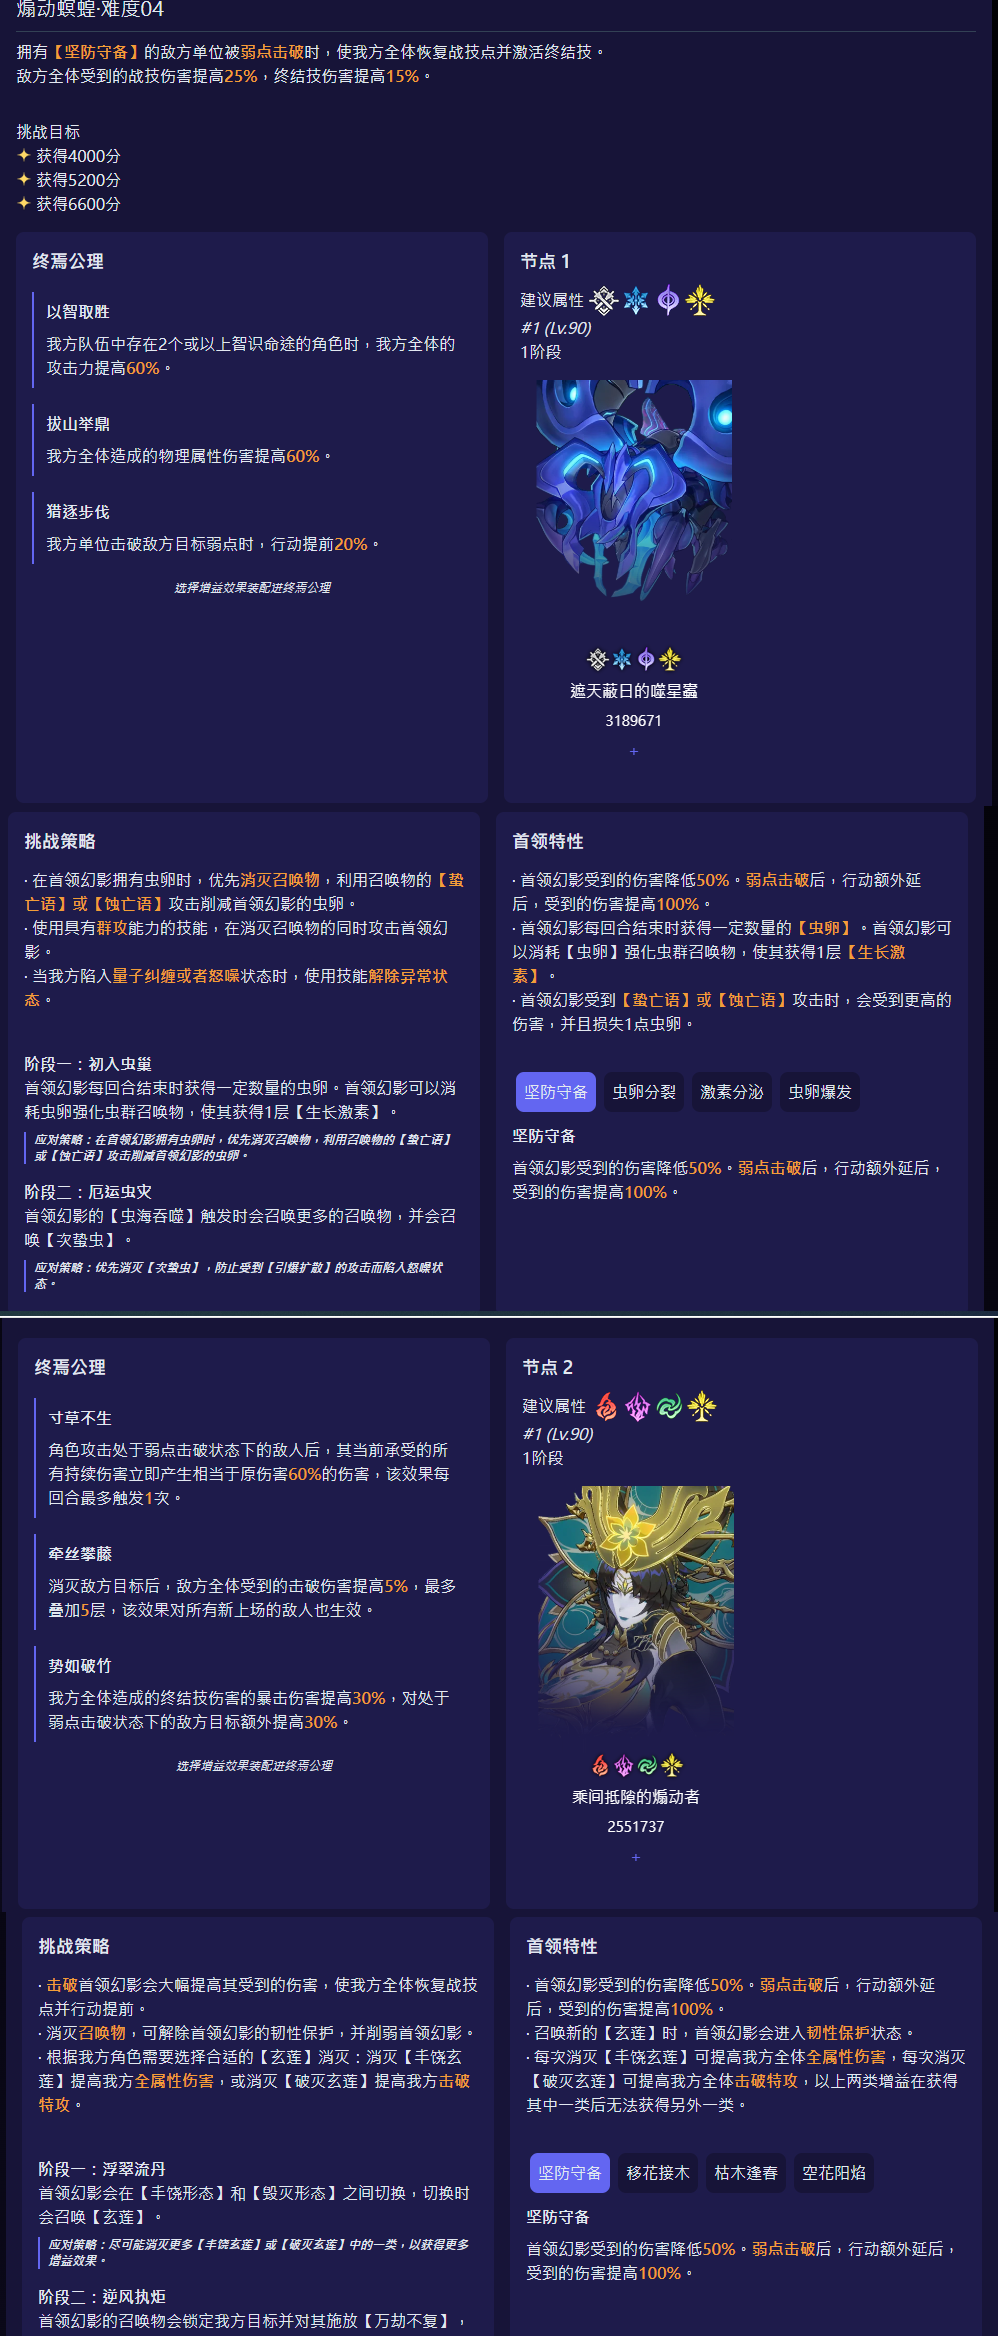 煽动螟蝗·难度04
拥有【坚防守备】的敌方单位被弱点击破时，使我方全体恢复战技点并激活终结技。
敌方全体受到的战技伤害提高25%，终结技伤害提高15%。
挑战目标
获得4000分
获得5200分
获得6600分
终焉公理
以智取胜
我方队伍中存在2个或以上智识命途的角色时，我方全体的
攻击力提高60%。
拔山举鼎
我方全体造成的物理属性伤害提高60%。
猎逐步伐
我方单位击破敌方目标弱点时，行动提前20%。
选择增益效果装配进终焉公理
节点 1
建议属性
#1 (Lv.90)
1阶段
遮天蔽日的噬星蠹
3189671
+
挑战策略
· 在首领幻影拥有虫卵时，优先消灭召唤物，利用召唤物的【蛰
亡语】或【蚀亡语】攻击削减首领幻影的虫卵。
· 使用具有群攻能力的技能，在消灭召唤物的同时攻击首领幻
影。
· 当我方陷入量子纠缠或者怒噪状态时，使用技能解除异常状
态。
阶段一：初入虫巢
首领幻影每回合结束时获得一定数量的虫卵。首领幻影可以消
耗虫卵强化虫群召唤物，使其获得1层【生长激素】。
应对策略：在首领幻影拥有虫卵时，优先消灭召唤物，利用召唤物的【蛰亡语】
或【蚀亡语】攻击削减首领幻影的虫卵。
阶段二：厄运虫灾
首领幻影的【虫海吞噬】触发时会召唤更多的召唤物，并会召
唤【次蛰虫】。
应对策略：优先消灭【次蛰虫】，防止受到【引爆扩散】的攻击而陷入怒噪状
态。
首领特性
· 首领幻影受到的伤害降低50%。弱点击破后，行动额外延
后，受到的伤害提高100%。
· 首领幻影每回合结束时获得一定数量的【虫卵】。首领幻影可
以消耗【虫卵】强化虫群召唤物，使其获得1层【生长激
素】。
· 首领幻影受到【蛰亡语】或【蚀亡语】攻击时，会受到更高的
伤害，并且损失1点虫卵。
坚防守备 虫卵分裂 激素分泌 虫卵爆发
坚防守备
首领幻影受到的伤害降低50%。弱点击破后，行动额外延后，
受到的伤害提高100%。
终焉公理
寸草不生
角色攻击处于弱点击破状态下的敌人后，其当前承受的所
有持续伤害立即产生相当于原伤害60%的伤害，该效果每
回合最多触发1次。
牵丝攀藤
消灭敌方目标后，敌方全体受到的击破伤害提高5%，最多
叠加5层，该效果对所有新上场的敌人也生效。
势如破竹
我方全体造成的终结技伤害的暴击伤害提高30%，对处于
弱点击破状态下的敌方目标额外提高30%。
选择增益效果装配进终焉公理
节点 2
建议属性
#1 (Lv.90)
1阶段
乘间抵隙的煽动者
2551737
+
挑战策略
· 击破首领幻影会大幅提高其受到的伤害，使我方全体恢复战技
点并行动提前。
· 消灭召唤物，可解除首领幻影的韧性保护，并削弱首领幻影。
· 根据我方角色需要选择合适的【玄莲】消灭：消灭【丰饶玄
莲】提高我方全属性伤害，或消灭【破灭玄莲】提高我方击破
特攻。
阶段一：浮翠流丹
首领幻影会在【丰饶形态】和【毁灭形态】之间切换，切换时
会召唤【玄莲】。
应对策略：尽可能消灭更多【丰饶玄莲】或【破灭玄莲】中的一类，以获得更多
增益效果。
阶段二：逆风执炬
首领幻影的召唤物会锁定我方目标并对其施放【万劫不复】，
首领特性
· 首领幻影受到的伤害降低50%。弱点击破后，行动额外延
后，受到的伤害提高100%。
· 召唤新的【玄莲】时，首领幻影会进入韧性保护状态。
· 每次消灭【丰饶玄莲】可提高我方全体全属性伤害，每次消灭
【破灭玄莲】可提高我方全体击破特攻，以上两类增益在获得
其中一类后无法获得另外一类。
坚防守备 移花接木 枯木逢春 空花阳焰
坚防守备
首领幻影受到的伤害降低50%。弱点击破后，行动额外延后，
受到的伤害提高100%。